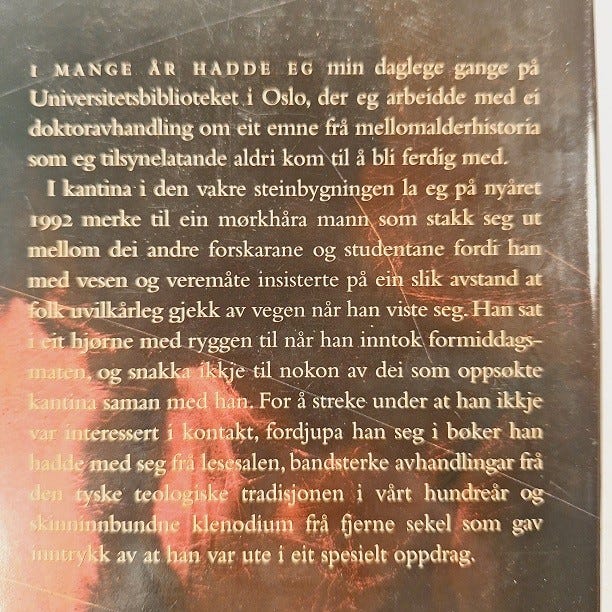 I MANGE ÅR HADDE EG min daglege gange på
Universitetsbiblioteket i Oslo, der eg arbeidde med ei
doktoravhandling om eit emne frå mellomalderhistoria
som eg tilsynelatande aldri kom til å bli ferdig med.
I kantina i den vakre steinbygningen la eg på nyåret
1992 merke til ein mørkhåra mann som stakk seg ut
mellom dei andre forskarane og studentane fordi han
med vesen og veremåte insisterte på ein slik avstand at
folk uvilkårleg gjekk av vegen når han viste seg. Han sat
i eit hjørne med ryggen til når han inntok formiddags-
maten, og snakka ikkje til nokon av dei som oppsøkte
kantina saman med han. For å streke under at han ikkje
var interessert i kontakt, fordjupa han seg i bøker han
hadde med seg frå lesesalen, bandsterke avhandlingar frå
den tyske teologiske tradisjonen i vårt hundreår og
skinninnbundne klenodium frå fjerne sekel som gav
inntrykk av at han var ute i eit spesielt oppdrag.